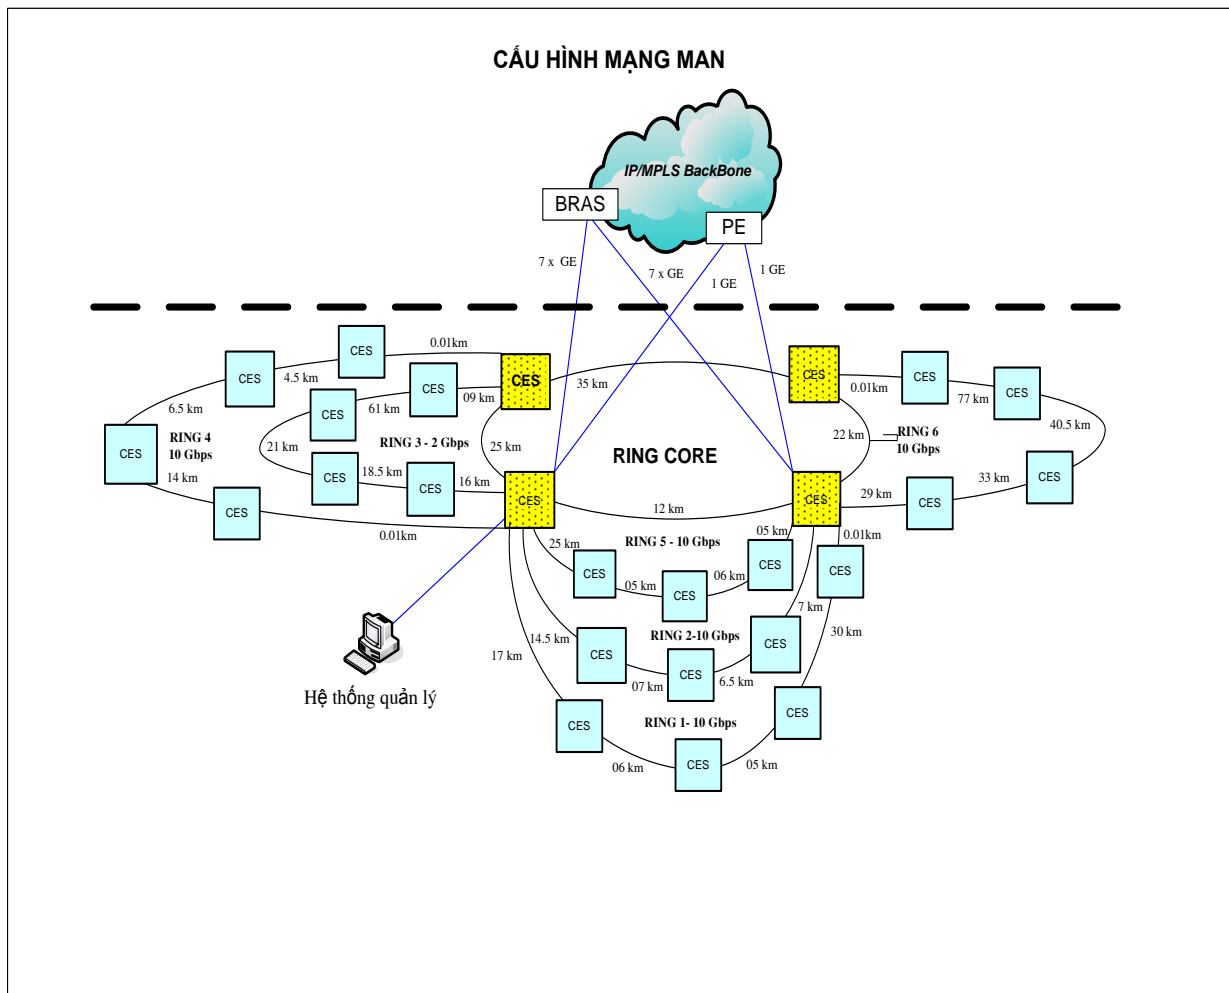 CẤU HÌNH MẠNG MAN
IP/MPLS BackBone
BRAS
PE
7 x GE
7 x GE
1 GE
1 GE
CES
0.01km
CES
4.5 km
6.5 km
CES
RING 4
10 Gbps
14 km
CES
0.01km
CES
09 km
61 km
CES
21 km
RING 3 - 2 Gbps
CES
18.5 km
CES
16 km
CES
35 km
25 km
RING CORE
CES
12 km
CES
22 km
RING 6
10 Gbps
CES
0.01km
CES
77 km
CES
40.5 km
33 km
CES
29 km
CES
25 km
RING 5 - 10 Gbps
05 km
0.01km
CES
05 km
CES
06 km
CES
CES
7 km
30 km
14.5 km
RING 2-10 Gbps
CES
07 km
CES
6.5 km
CES
17 km
RING 1- 10 Gbps
CES
06 km
CES
05 km
CES
Hệ thống quản lý